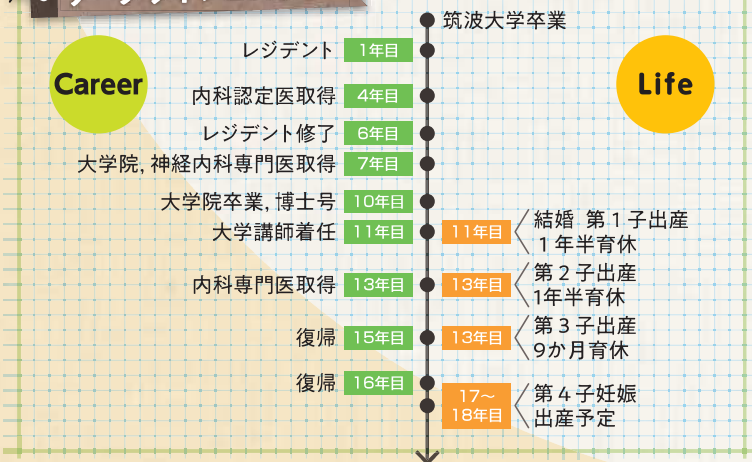 筑波大学卒業
Career
Life
レジデント 1年目
内科認定医取得 4年目
レジデント修了 6年目
大学院, 神経内科専門医取得 7年目
大学院卒業, 博士号 10年目
大学講師着任 11年目
11年目 結婚 第1子出産
1年半育休
内科専門医取得 13年目
13年目 第2子出産
1年半育休
復帰 15年目
13年目 第3子出産
9か月育休
復帰 16年目
17〜
18年目
第4子妊娠
出産予定